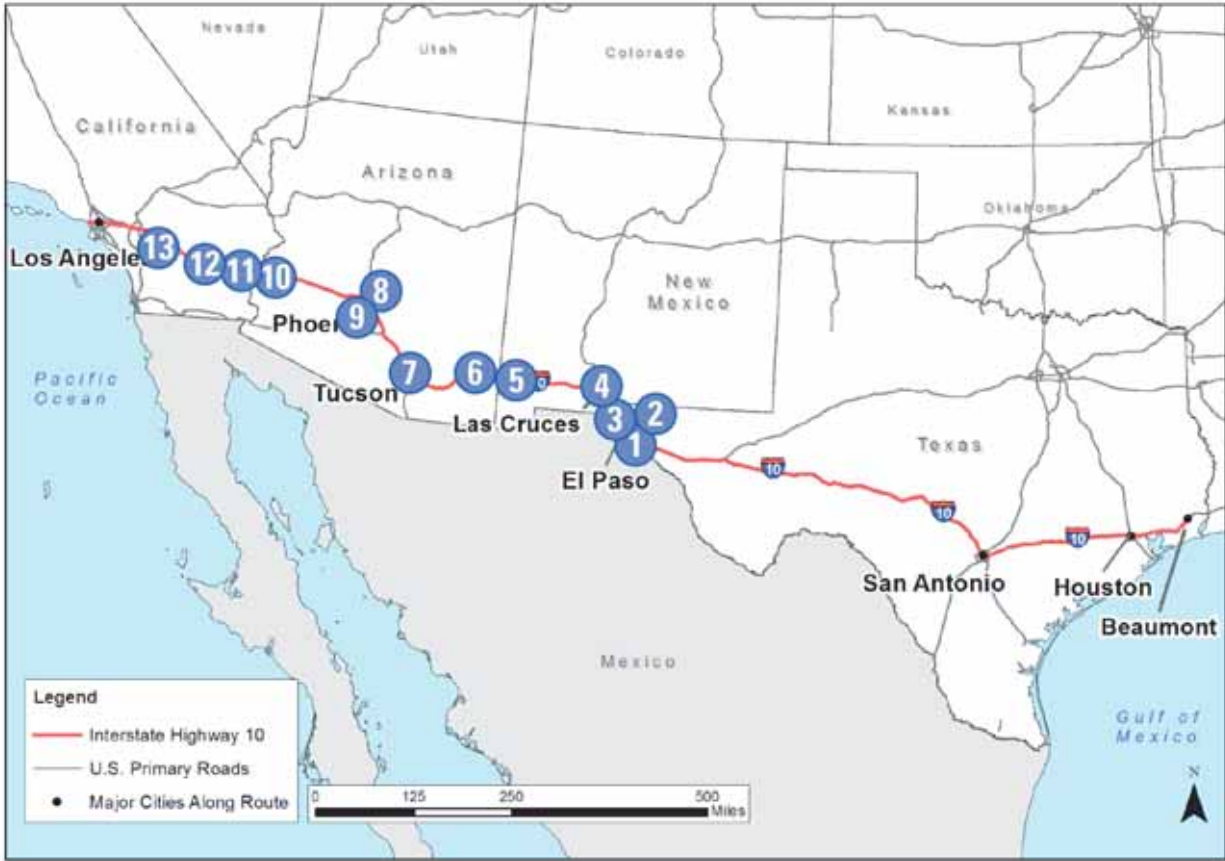 Nevada
Utah
Colorado
Kansas
California
Arizona
Oklahoma
New
Mexico
Los Angele
13
12
11
10
8
9
Phoe
Pacific
Ocean
7
6
5
4
Tucson
Las Cruces
3
2
1
El Paso
Texas
10
10
10
San Antonio
Houston
Beaumont
Mexico
Gulf of
Mexico
Legend
Interstate Highway 10
U.S. Primary Roads
Major Cities Along Route
0 125 250 500
Miles
N